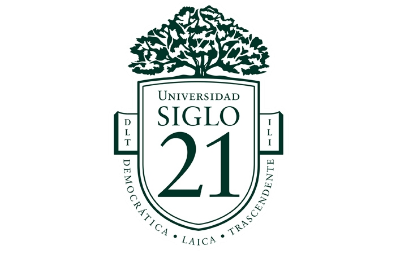 UNIVERSIDAD
SIGLO
21
DLT
ILI
DEMOCRÁTICA • LAICA • TRASCENDENTE